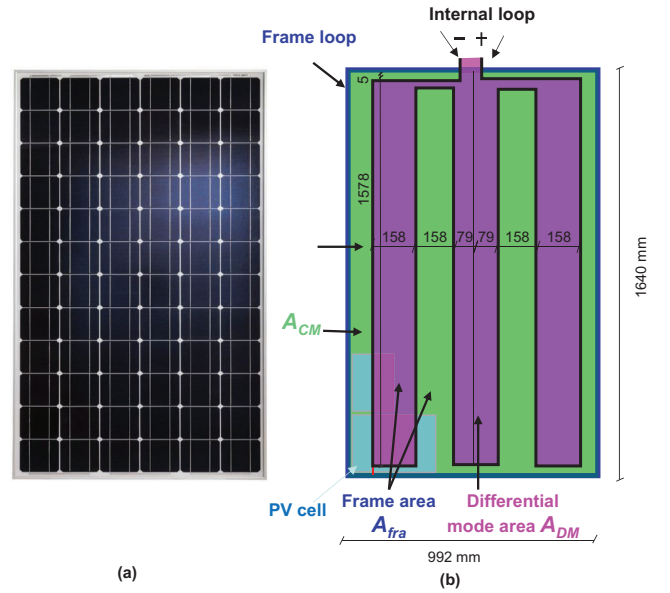 Internal loop
Frame loop
− +
5
1578
158 158 79 79 158 158
1640 mm
A_CM
PV cell
Frame area
A_fra
Differential
mode area A_DM
992 mm
(a)
(b)